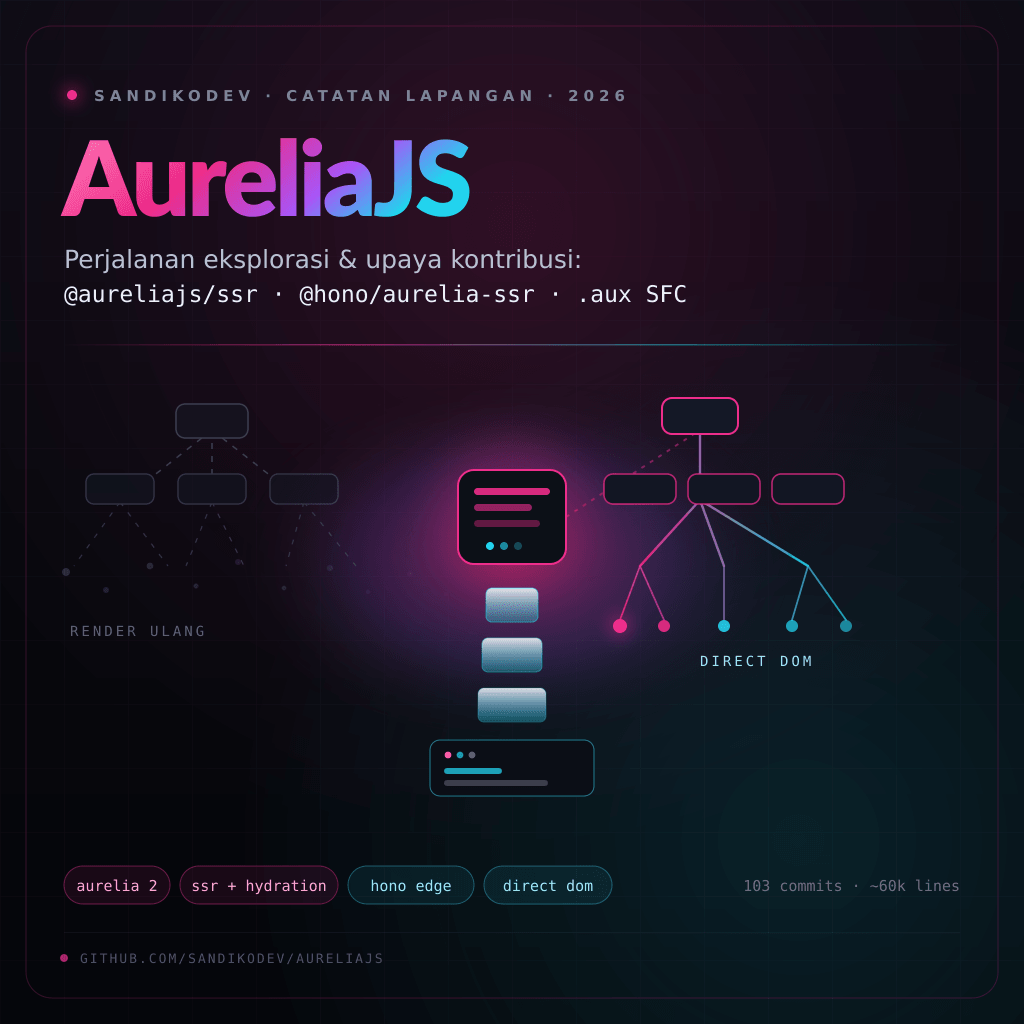 SANDIKODEV · CATATAN LAPANGAN · 2026
AureliaJS
Perjalanan eksplorasi & upaya kontribusi:
@aureliajs/ssr · @hono/aurelia-ssr · .aux SFC
RENDER ULANG
DIRECT DOM
aurelia 2
ssr + hydration
hono edge
direct dom
103 commits · ~60k lines
GITHUB.COM/SANDIKODEV/AURELIAJS